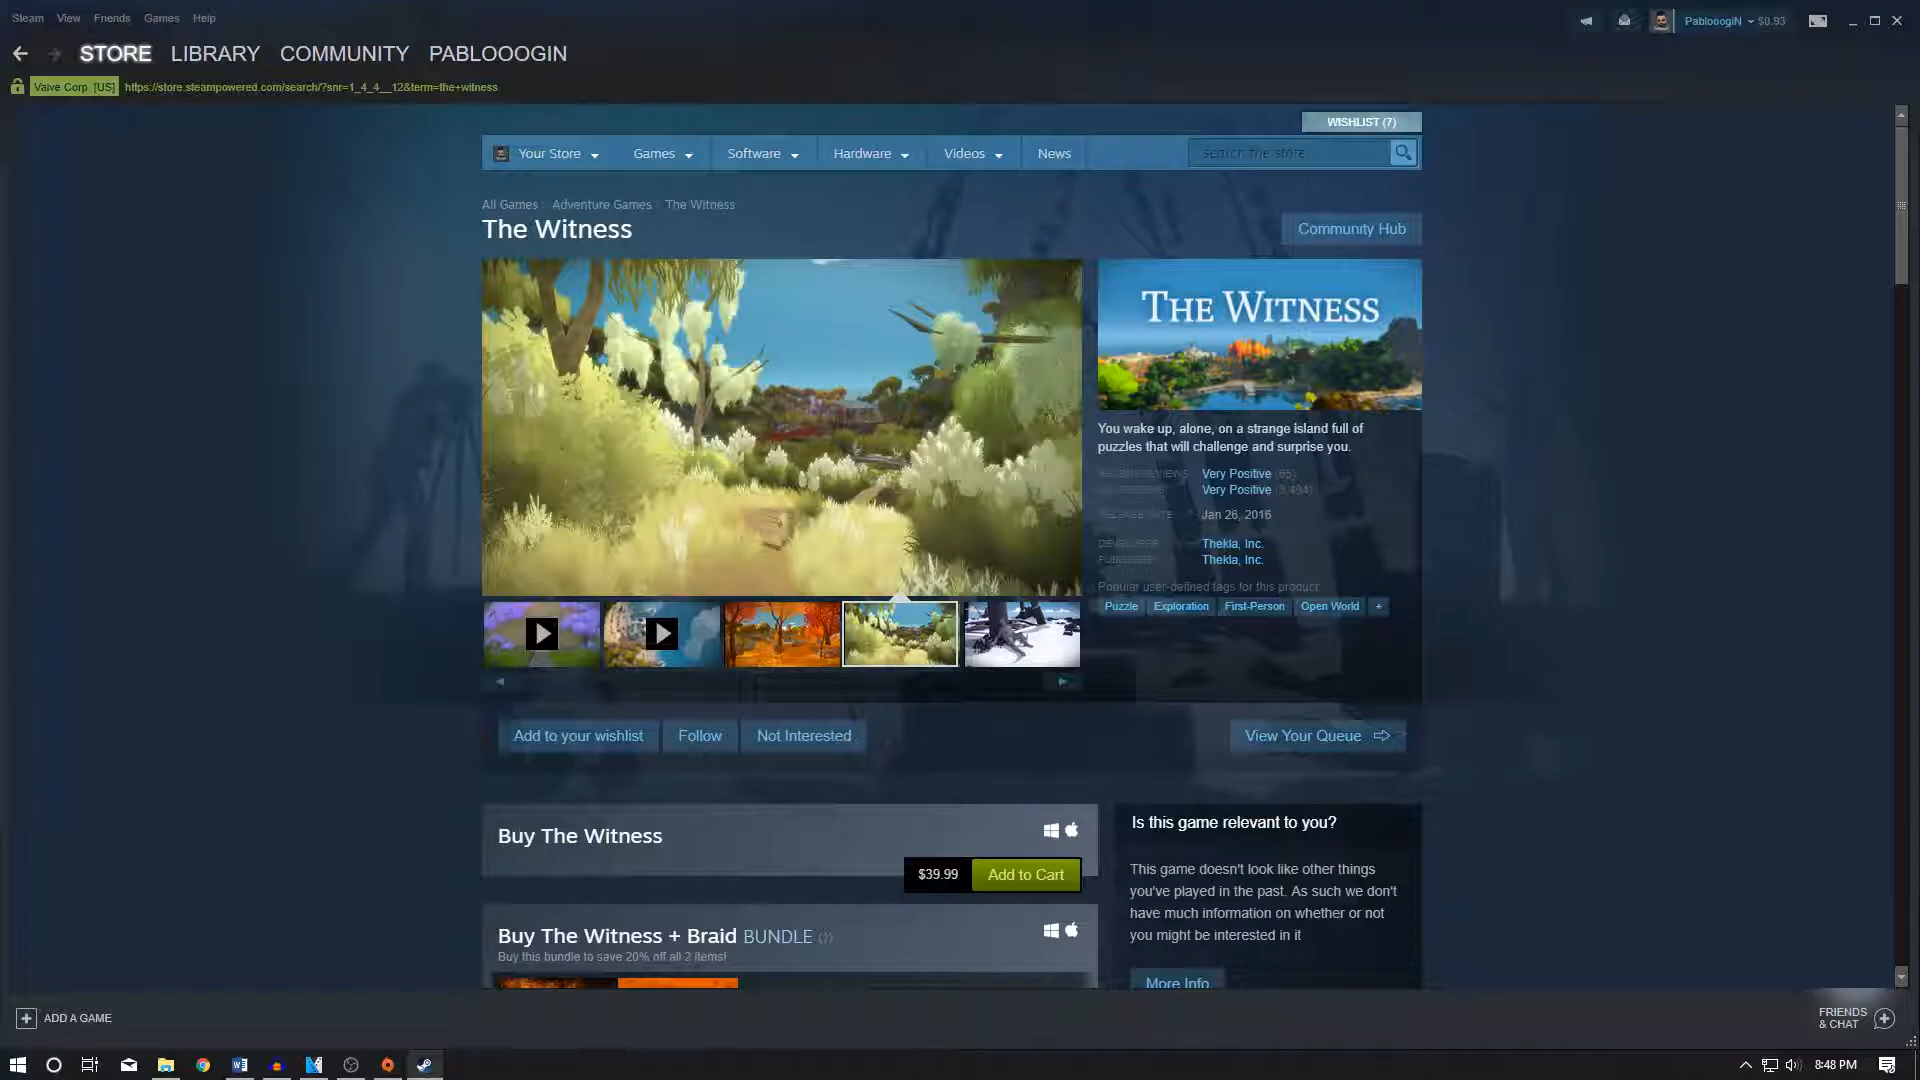 Steam View Friends Games Help
PablooogiN $0.93
STORE LIBRARY COMMUNITY PABLOOOGIN
Valve Corp. [US] https://store.steampowered.com/search/?snr=1_4_4__12&term=the+witness
WISHLIST (7)
Your Store Games Software Hardware Videos News search the store
All Games Adventure Games The Witness
The Witness
Community Hub
THE WITNESS
You wake up, alone, on a strange island full of
puzzles that will challenge and surprise you.
Very Positive (65)
Very Positive
RELEASE DATE Jan 26, 2016
DEVELOPER Thekla, Inc.
PUBLISHER Thekla, Inc.
Popular user-defined tags for this product:
Puzzle Exploration First-Person Open World +
Add to your wishlist Follow Not Interested View Your Queue
Buy The Witness
$39.99 Add to Cart
Buy The Witness + Braid BUNDLE (?)
Buy this bundle to save 20% off all 2 items!
Is this game relevant to you?
This game doesn't look like other things
you've played in the past. As such we don't
have much information on whether or not
you might be interested in it
More Info
ADD A GAME
FRIENDS
& CHAT
8:48 PM